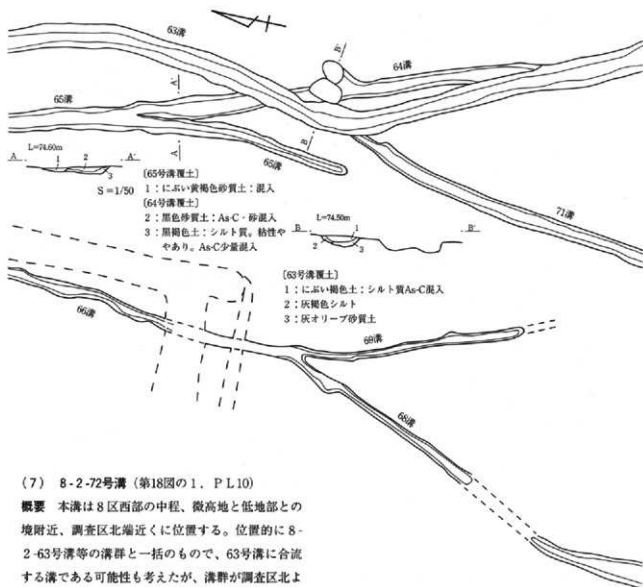 63溝
64溝
65溝
65溝
71溝
A
L=74.60m
A'
1
2
3
S=1/50
A'
A
B'
B
〔65号溝覆土〕
1：にぶい黄褐色砂質土：混入
〔64号溝覆土〕
2：黒色砂質土：As-C・砂混入
3：黒褐色土：シルト質。粘性や
ややあり。As-C少量混入
B
L=74.50m
B'
1
2
3
〔63号溝覆土〕
1：にぶい褐色土：シルト質As-C混入
2：灰褐色シルト
3：灰オリーブ砂質土
66溝
69溝
68溝
(7) 8-2-72号溝（第18図の1，PL10）
概要 本溝は8区西部の中程、微高地と低地部との
境附近、調査区北端近くに位置する。位置的に8-
2-63号溝等の溝群と一括のもので、63号溝に合流
する溝である可能性も考えたが、溝群が調査区北よ